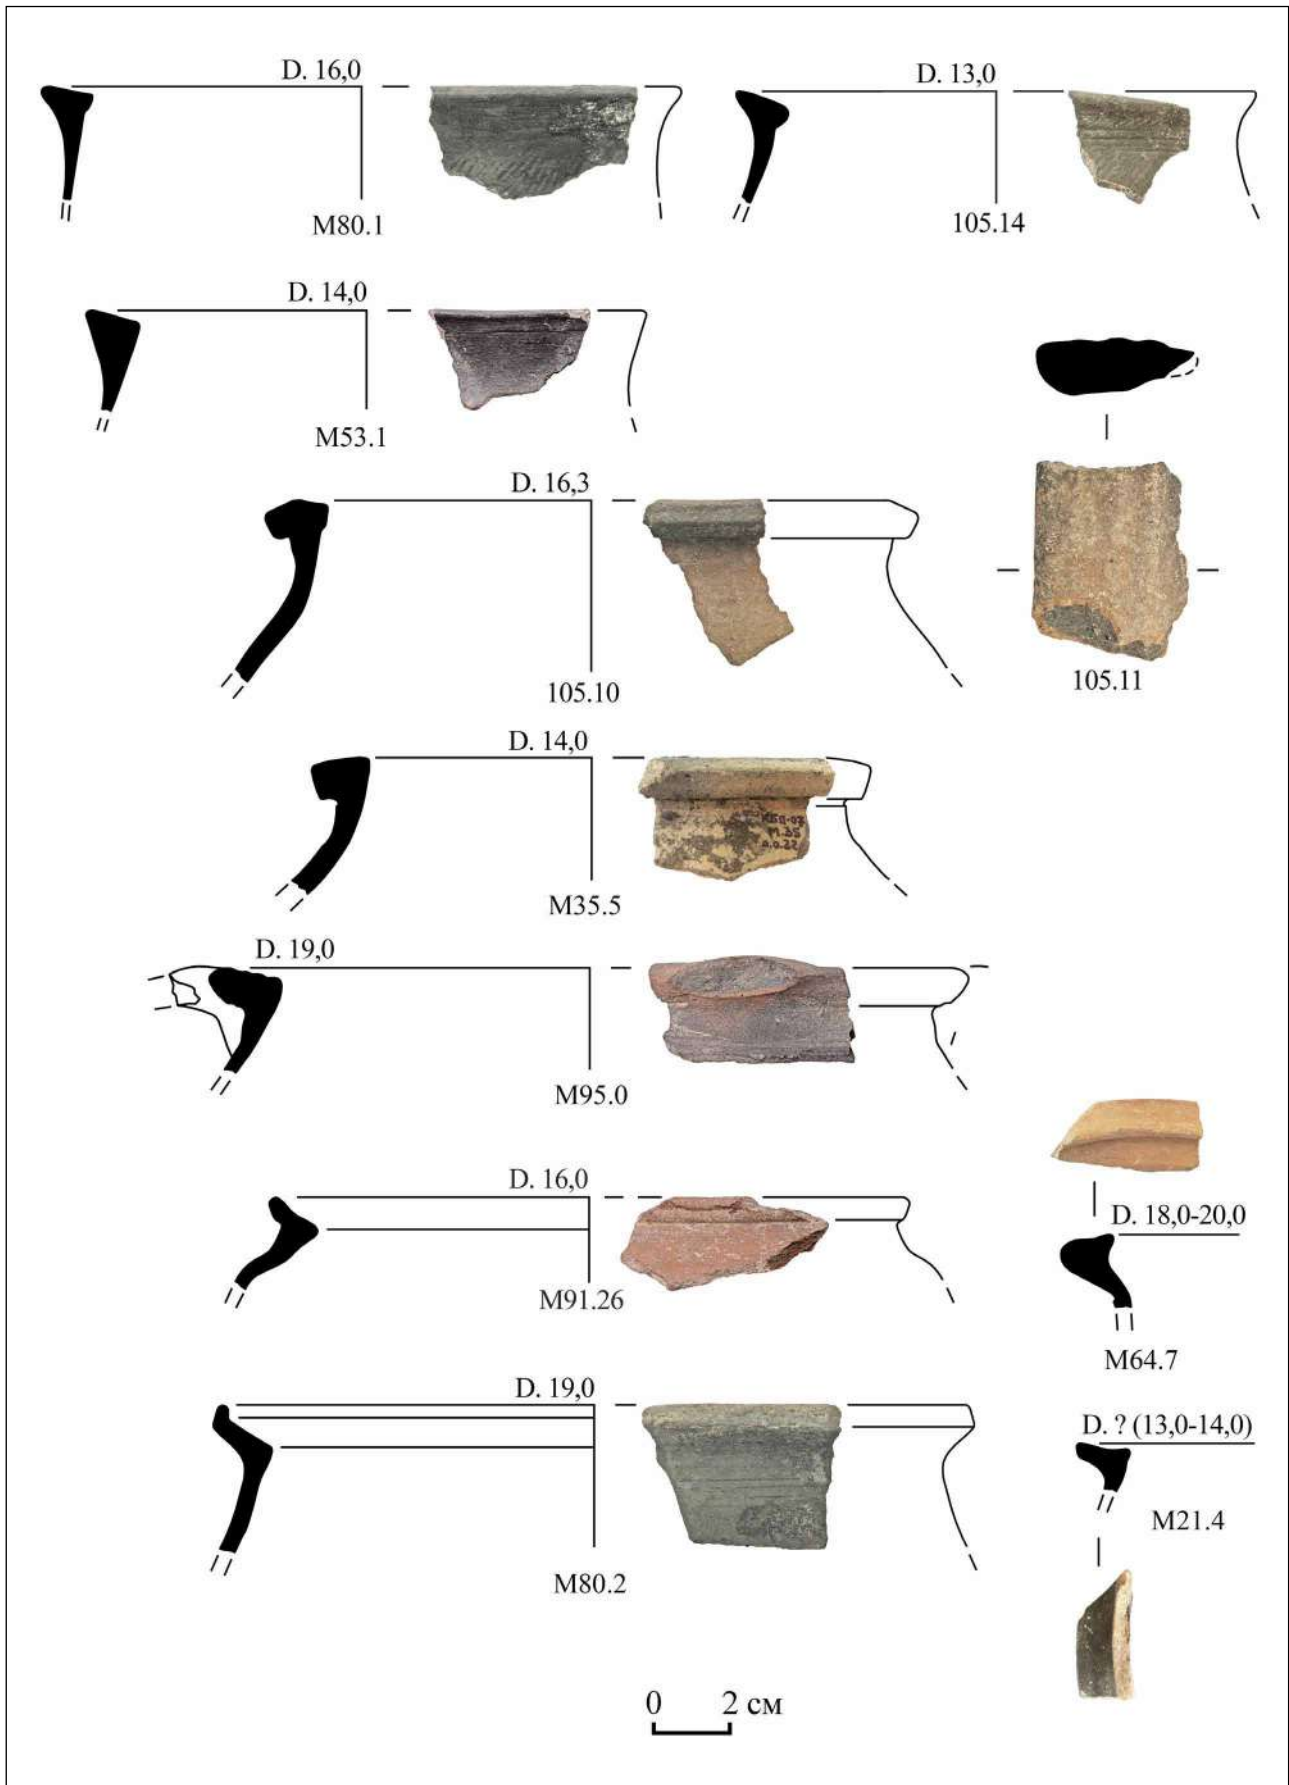 D. 16,0
M80.1
D. 13,0
105.14
D. 14,0
M53.1
D. 16,3
105.10
105.11
D. 14,0
M.35
M35.5
D. 19,0
M95.0
D. 16,0
M91.26
D. 18,0-20,0
M64.7
D. 19,0
M80.2
D. ? (13,0-14,0)
M21.4
0 2 см